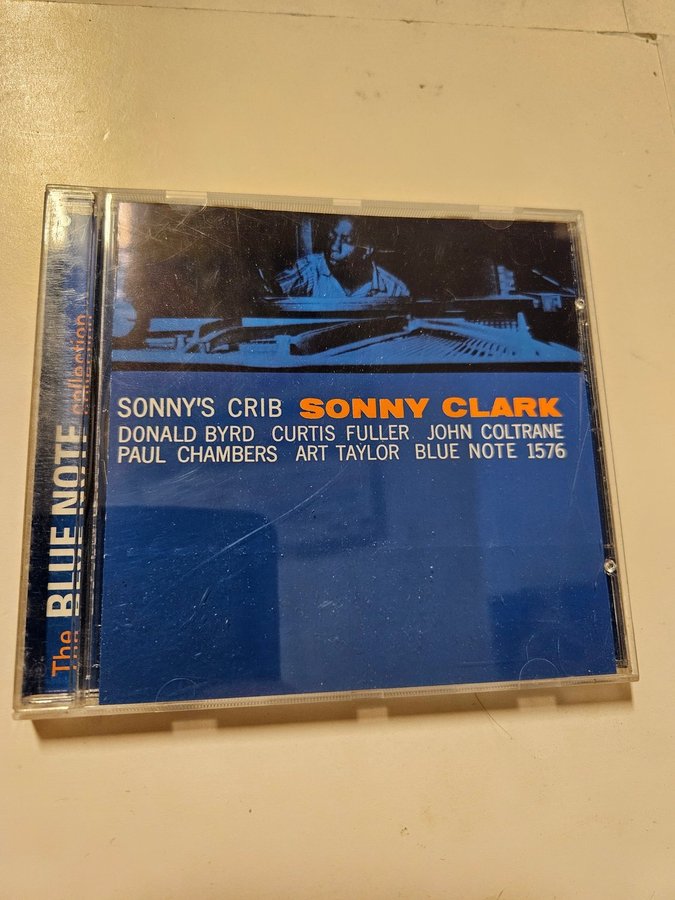 The BLUE NOTE collection
SONNY'S CRIB SONNY CLARK
DONALD BYRD CURTIS FULLER JOHN COLTRANE
PAUL CHAMBERS ART TAYLOR BLUE NOTE 1576